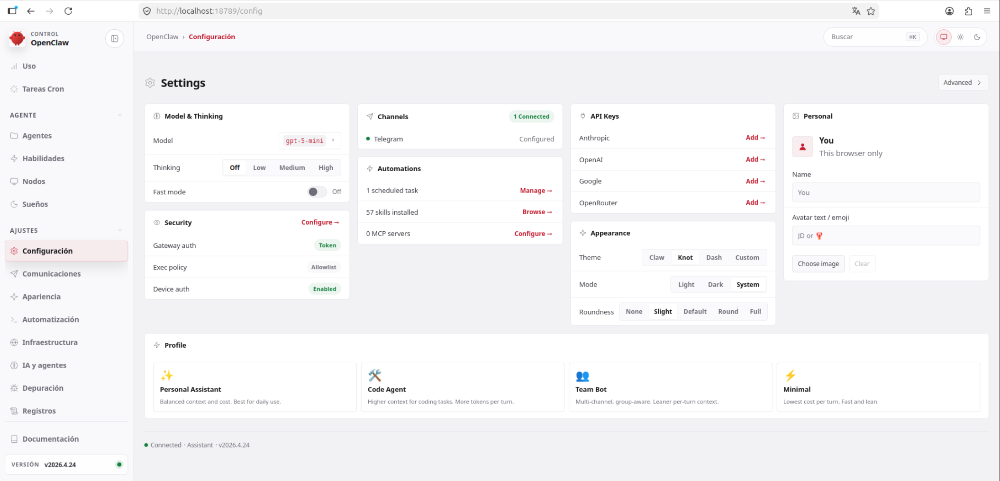 http://localhost:18789/config
CONTROL
OpenClaw
Uso
Tareas Cron
AGENTE
Agentes
Habilidades
Nodos
Sueños
AJUSTES
Configuración
Comunicaciones
Apariencia
Automatización
Infraestructura
IA y agentes
Depuración
Registros
Documentación
VERSIÓN v2026.4.24
OpenClaw › Configuración
Buscar ⌘K
Settings
Advanced
Model & Thinking
Model gpt-5-mini
Thinking Off Low Medium High
Fast mode Off
Security Configure →
Gateway auth Token
Exec policy Allowlist
Device auth Enabled
Channels 1 Connected
Telegram Configured
Automations
1 scheduled task Manage →
57 skills installed Browse →
0 MCP servers Configure →
API Keys
Anthropic Add →
OpenAI Add →
Google Add →
OpenRouter Add →
Appearance
Theme Claw Knot Dash Custom
Mode Light Dark System
Roundness None Slight Default Round Full
Personal
You
This browser only
Name
You
Avatar text / emoji
JD or 🦞
Choose image Clear
Profile
✨
Personal Assistant
Balanced context and cost. Best for daily use.
🛠️
Code Agent
Higher context for coding tasks. More tokens per turn.
👥
Team Bot
Multi-channel, group-aware. Leaner per-turn context.
⚡
Minimal
Lowest cost per turn. Fast and lean.
Connected · Assistant · v2026.4.24